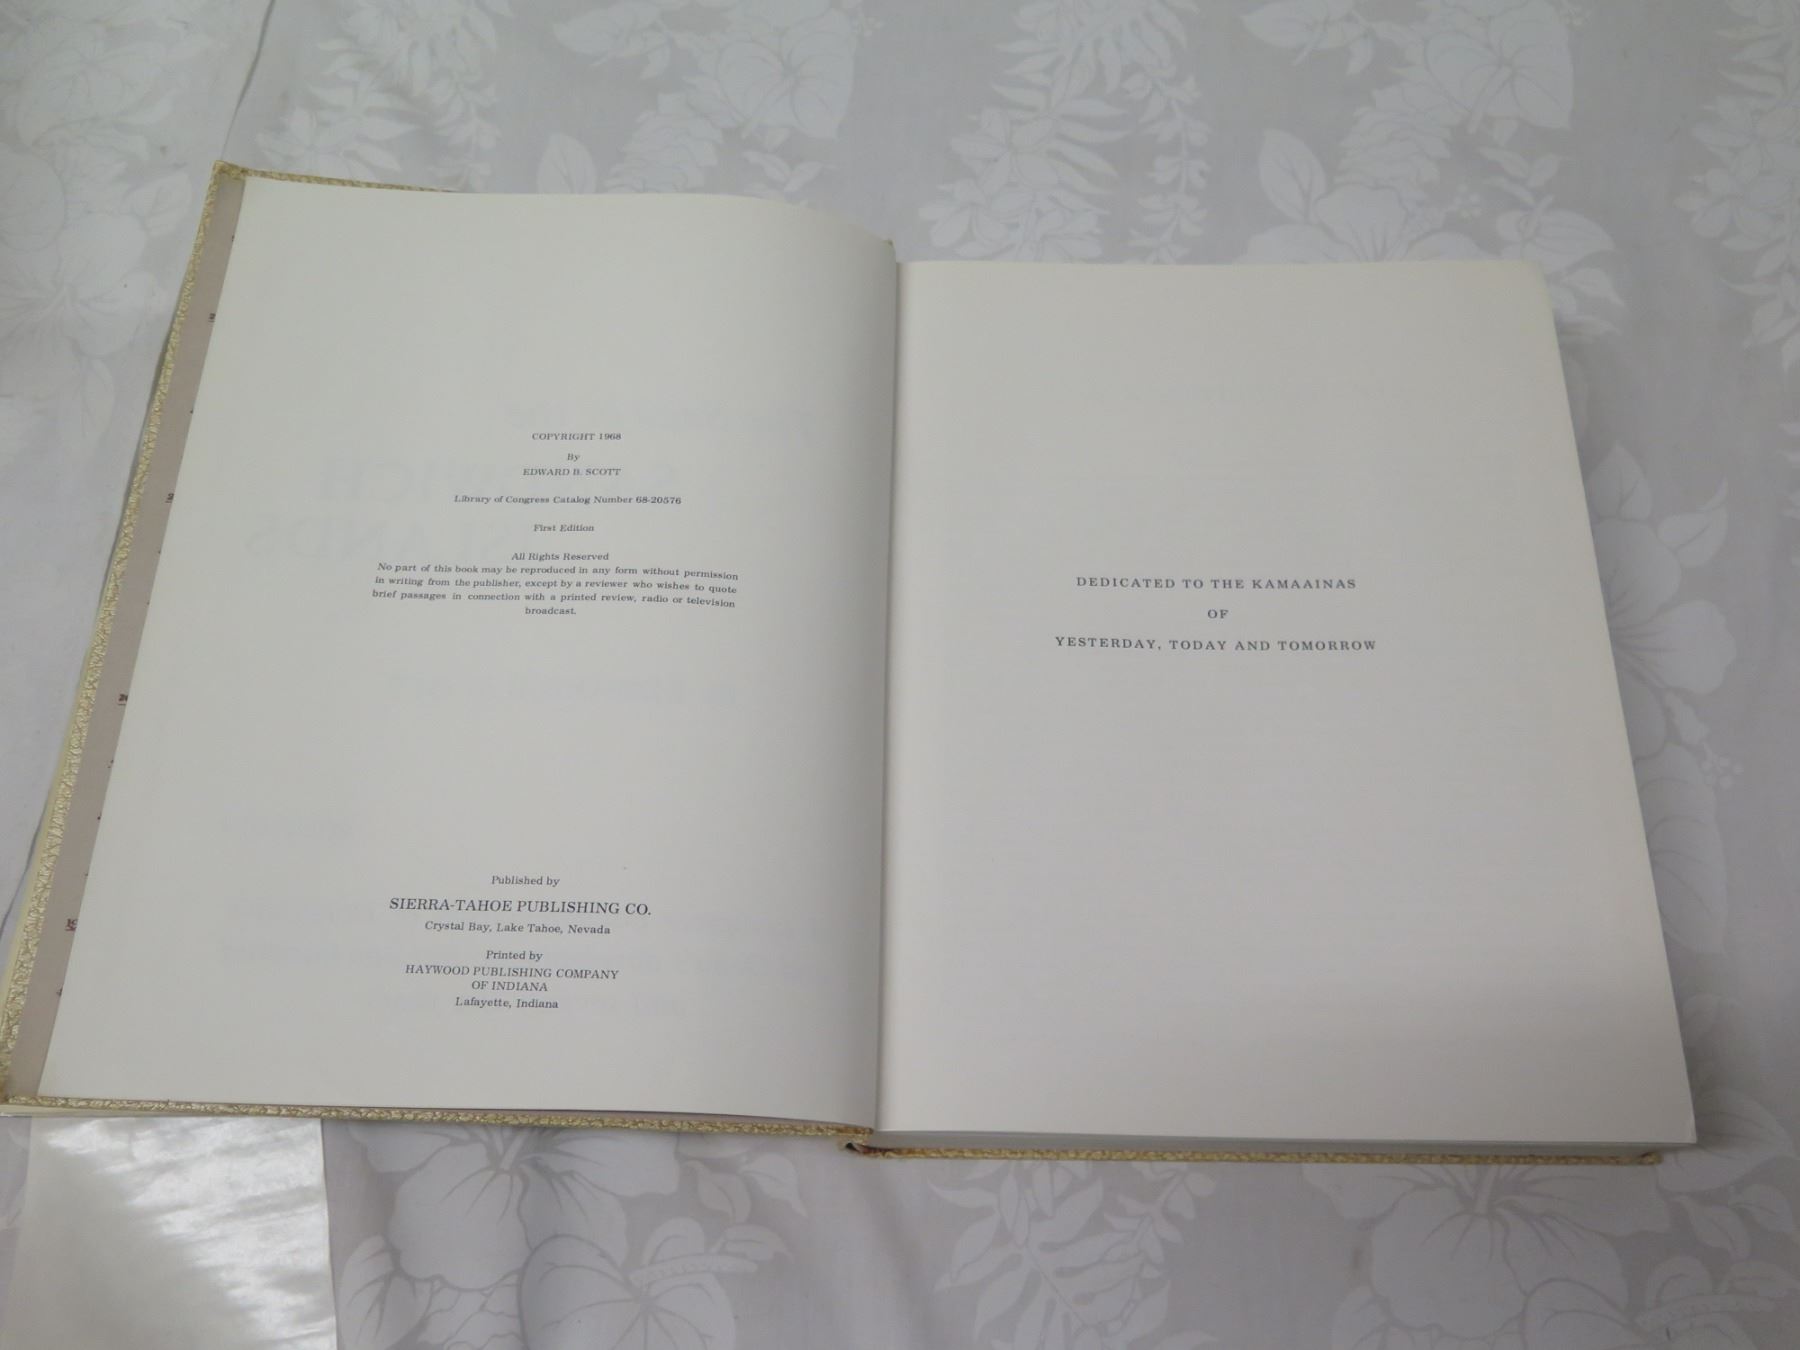 COPYRIGHT 1968
By
EDWARD B. SCOTT
Library of Congress Catalog Number 68-20576
First Edition
All Rights Reserved
No part of this book may be reproduced in any form without permission
in writing from the publisher, except by a reviewer who wishes to quote
brief passages in connection with a printed review, radio or television
broadcast.
Published by
SIERRA-TAHOE PUBLISHING CO.
Crystal Bay, Lake Tahoe, Nevada
Printed by
HAYWOOD PUBLISHING COMPANY
OF INDIANA
Lafayette, Indiana
DEDICATED TO THE KAMAAINAS
OF
YESTERDAY, TODAY AND TOMORROW